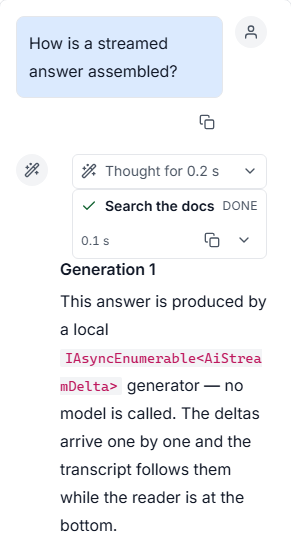 How is a streamed
answer assembled?
Thought for 0.2 s
Search the docs DONE
0.1 s
Generation 1
This answer is produced by
a local
IAsyncEnumerable<AiStrea
mDelta> generator — no
model is called. The deltas
arrive one by one and the
transcript follows them
while the reader is at the
bottom.